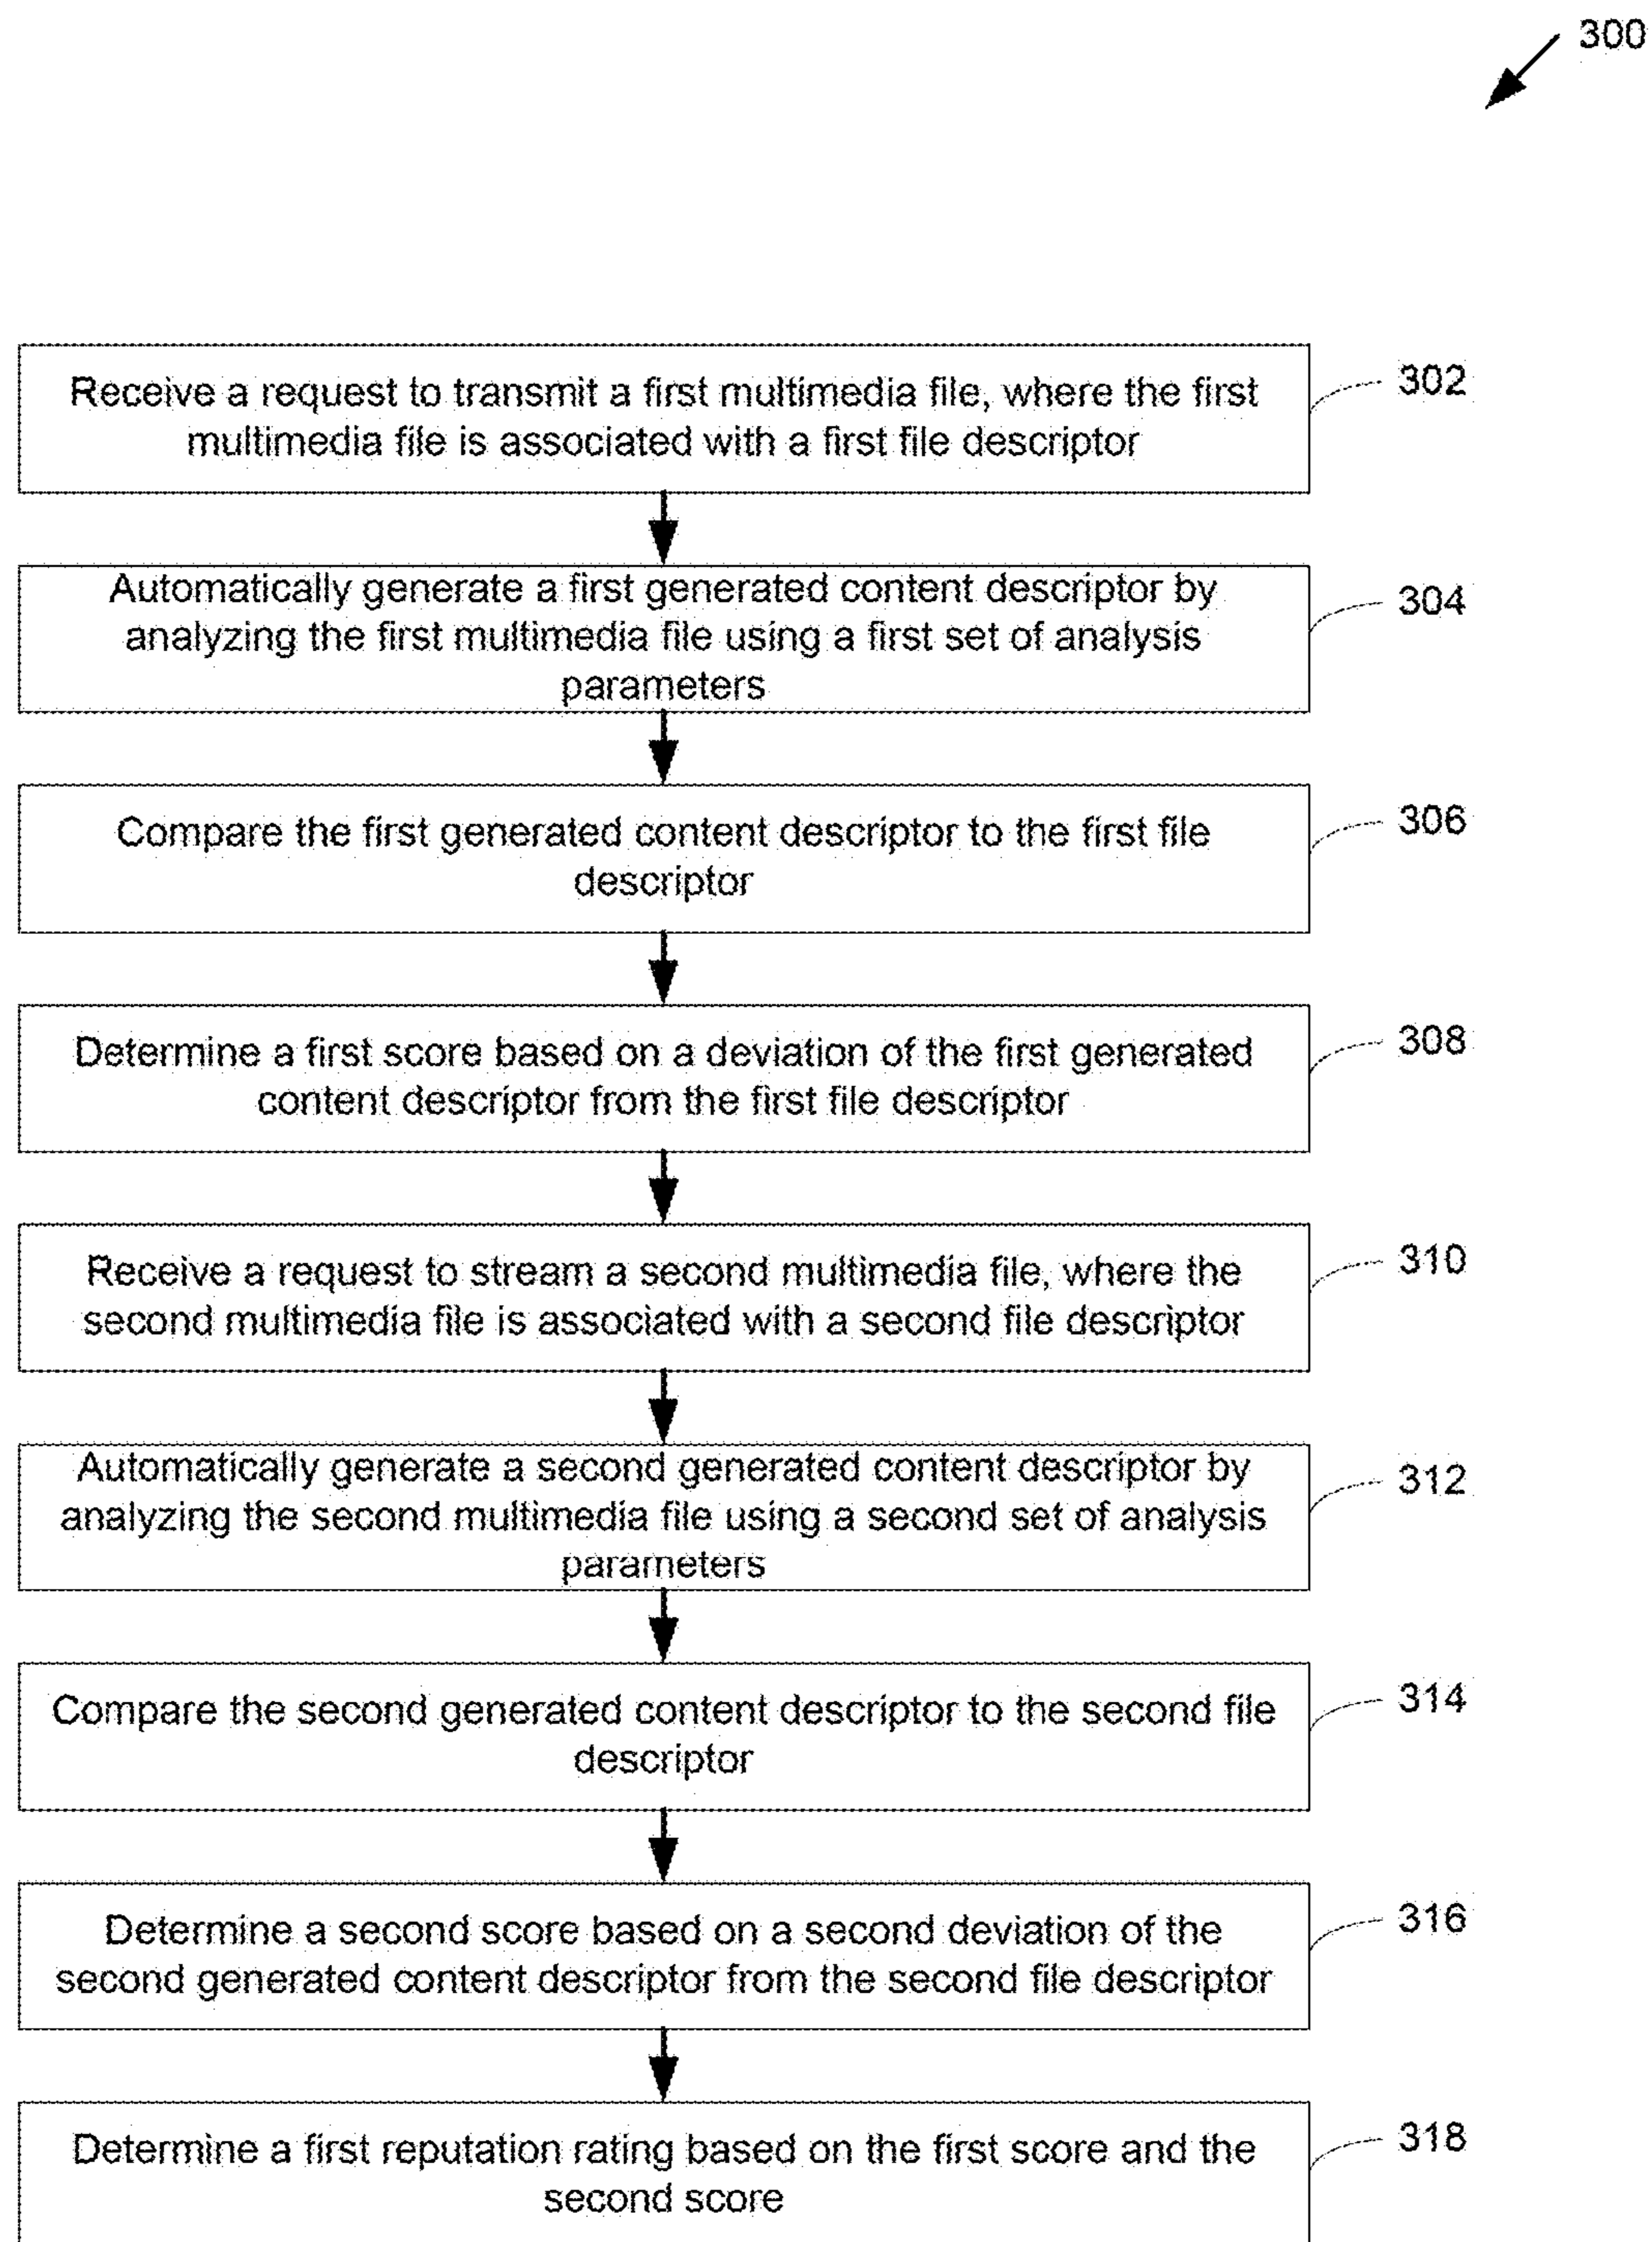 300
Receive a request to transmit a first multimedia file, where the first
multimedia file is associated with a first file descriptor
302
Automatically generate a first generated content descriptor by
analyzing the first multimedia file using a first set of analysis
parameters
304
Compare the first generated content descriptor to the first file
descriptor
306
Determine a first score based on a deviation of the first generated
content descriptor from the first file descriptor
308
Receive a request to stream a second multimedia file, where the
second multimedia file is associated with a second file descriptor
310
Automatically generate a second generated content descriptor by
analyzing the second multimedia file using a second set of analysis
parameters
312
Compare the second generated content descriptor to the second file
descriptor
314
Determine a second score based on a second deviation of the
second generated content descriptor from the second file descriptor
316
Determine a first reputation rating based on the first score and the
second score
318